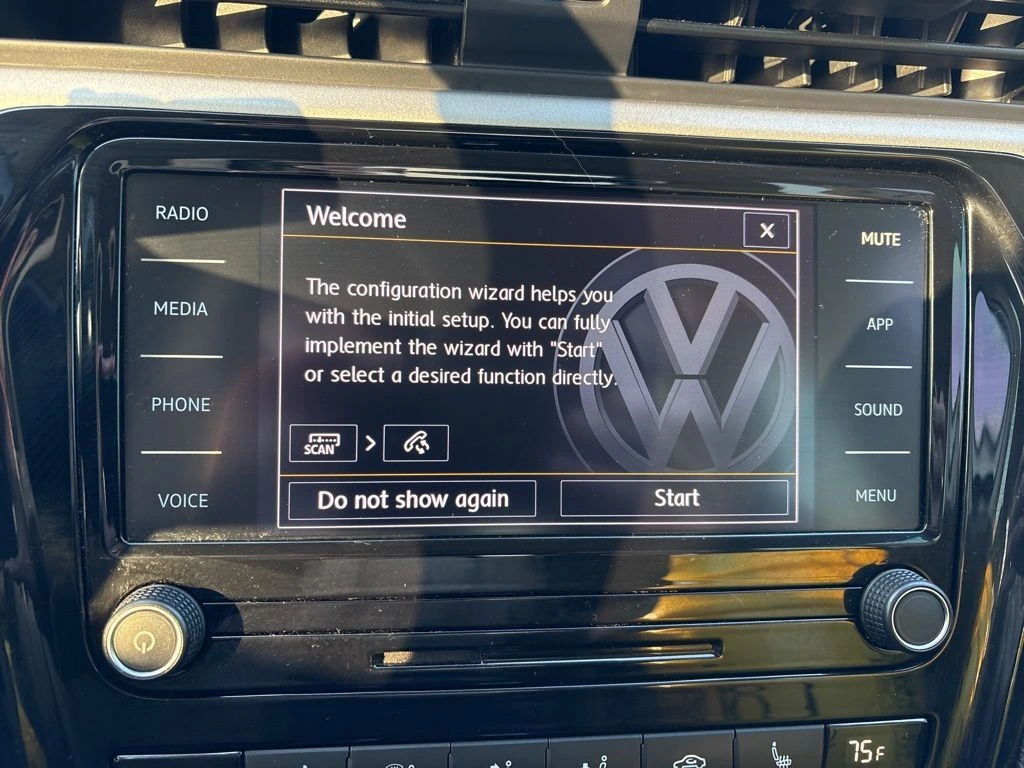 RADIO
MEDIA
PHONE
VOICE
Welcome
X
The configuration wizard helps you
with the initial setup. You can fully
implement the wizard with "Start"
or select a desired function directly.
SCAN >
Do not show again
Start
MUTE
APP
SOUND
MENU
75°F